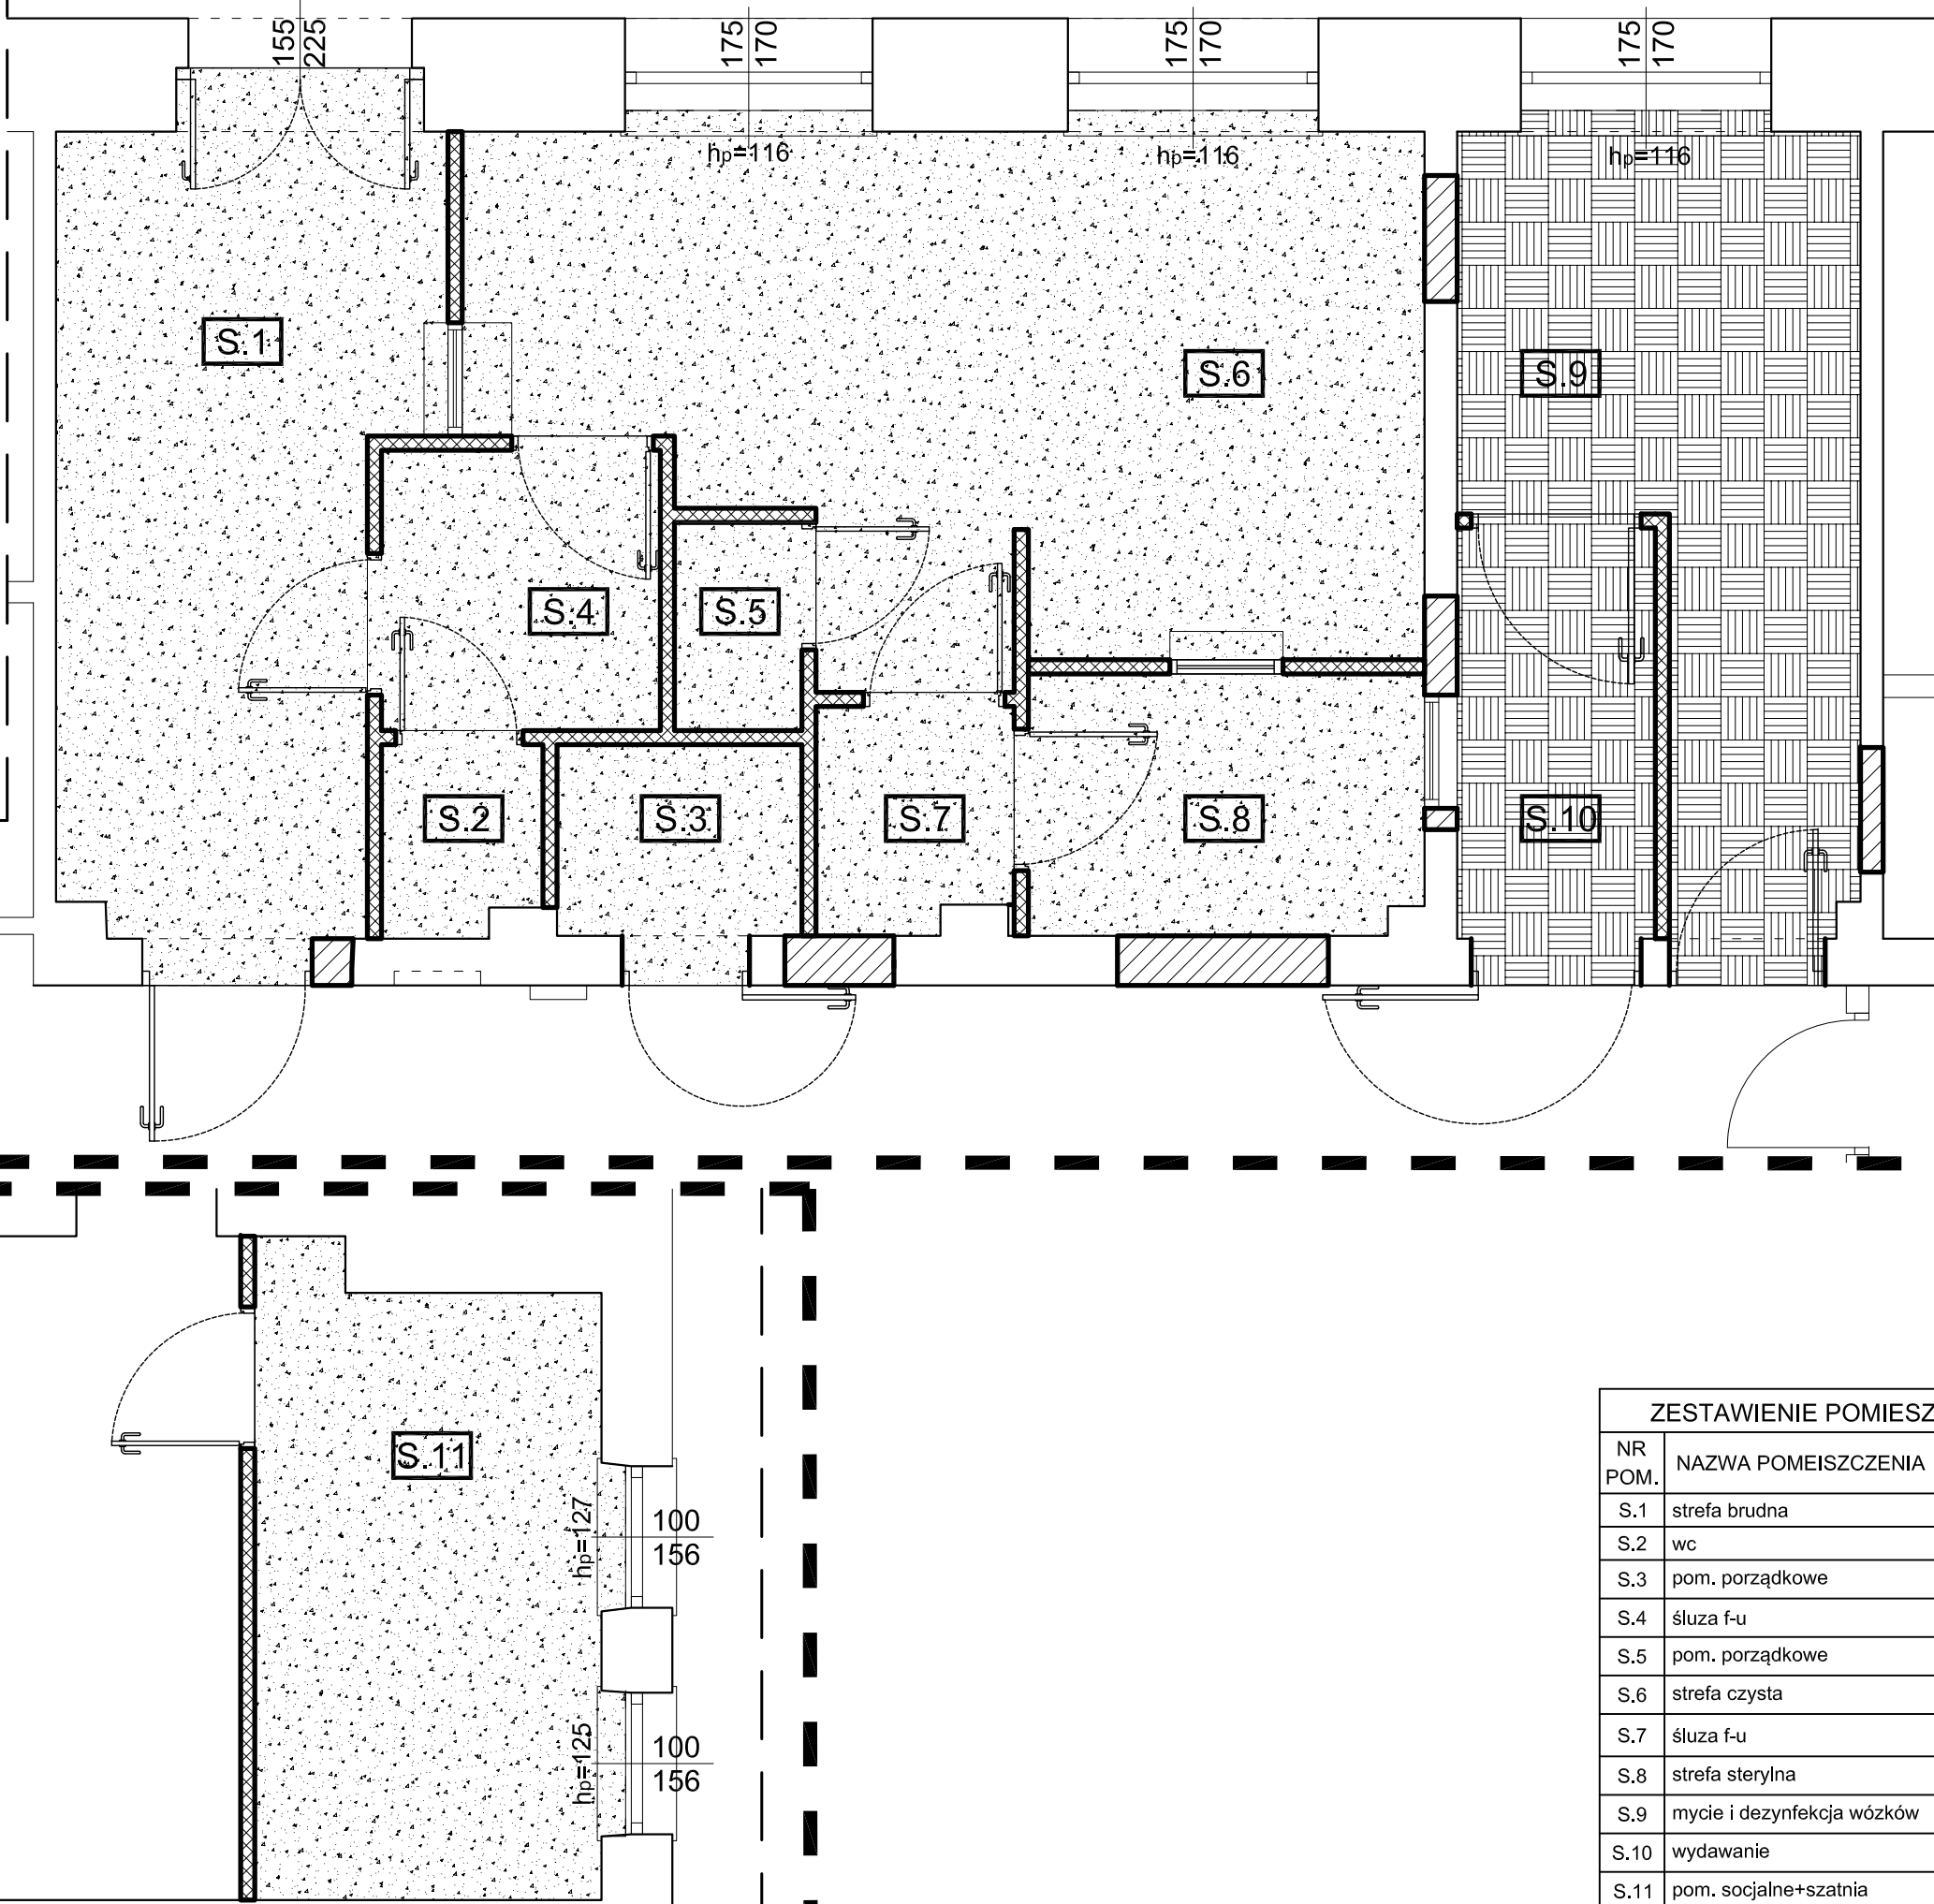 155
225
175
170
175
170
175
170
hp=116
hp=116
hp=116
S.1
S.6
S.9
S.4
S.5
S.2
S.3
S.7
S.8
S.10
S.11
hp=127
100
156
hp=125
100
156
ZESTAWIENIE POMIESZ
NR POM.
NAZWA POMEISZCZENIA
S.1 strefa brudna
S.2 wc
S.3 pom. porządkowe
S.4 śluza f-u
S.5 pom. porządkowe
S.6 strefa czysta
S.7 śluza f-u
S.8 strefa sterylna
S.9 mycie i dezynfekcja wózków
S.10 wydawanie
S.11 pom. socjalne+szatnia